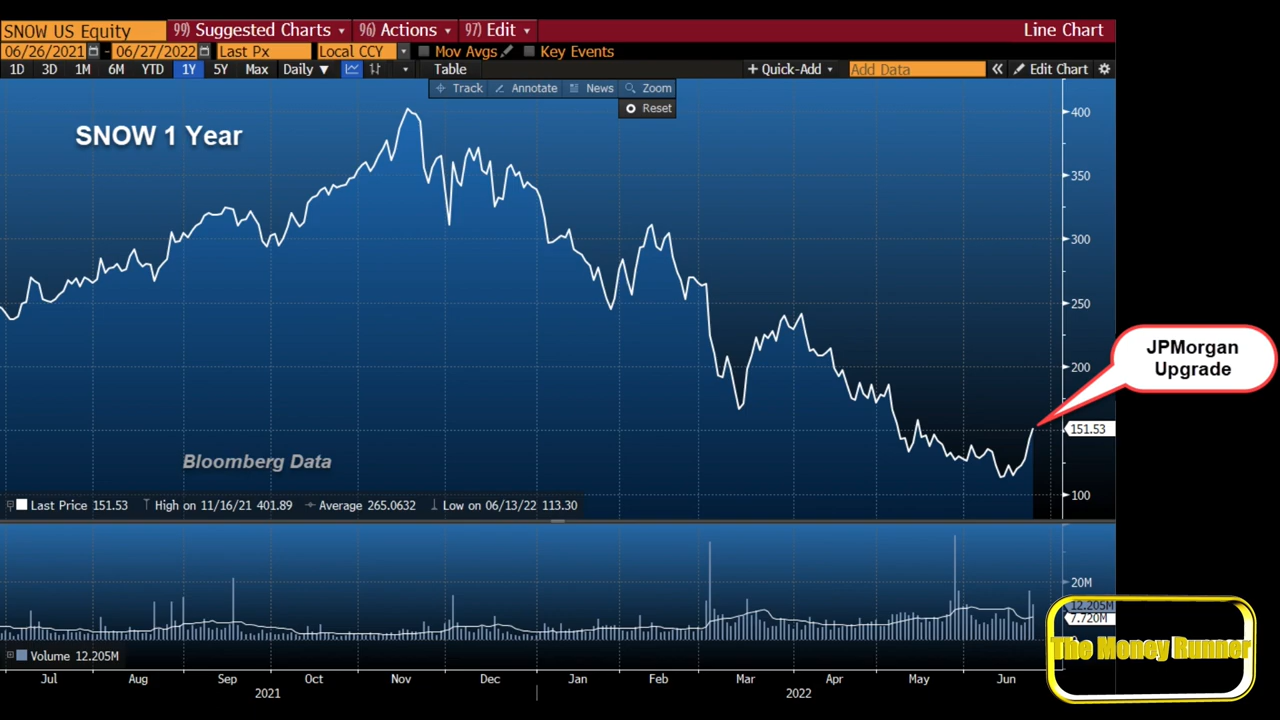 SNOW US Equity 99) Suggested Charts 96) Actions 97) Edit Line Chart
06/26/2021 - 06/27/2022 Last Px Local CCY Mov Avgs Key Events
1D 3D 1M 6M YTD 1Y 5Y Max Daily ▼ Table + Quick-Add Add Data « Edit Chart
Track Annotate News Zoom
Reset
SNOW 1 Year
400
350
300
250
200
151.53
100
JPMorgan
Upgrade
Bloomberg Data
Last Price 151.53 High on 11/16/21 401.89 Average 265.0632 Low on 06/13/22 113.30
20M
12.205M
7.720M
0
The Money Runner
Volume 12.205M
Jul Aug Sep Oct Nov Dec Jan Feb Mar Apr May Jun
2021 2022